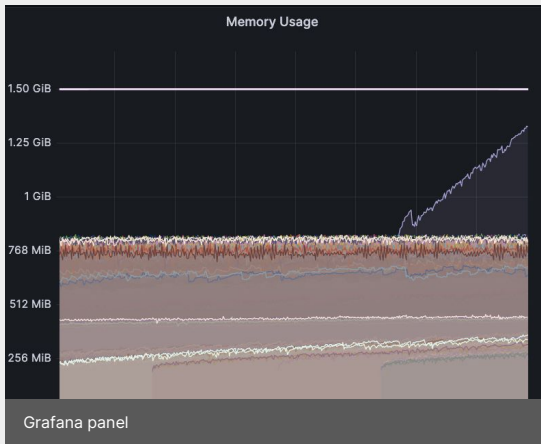 Memory Usage
1.50 GiB
1.25 GiB
1 GiB
768 MiB
512 MiB
256 MiB
Grafana panel